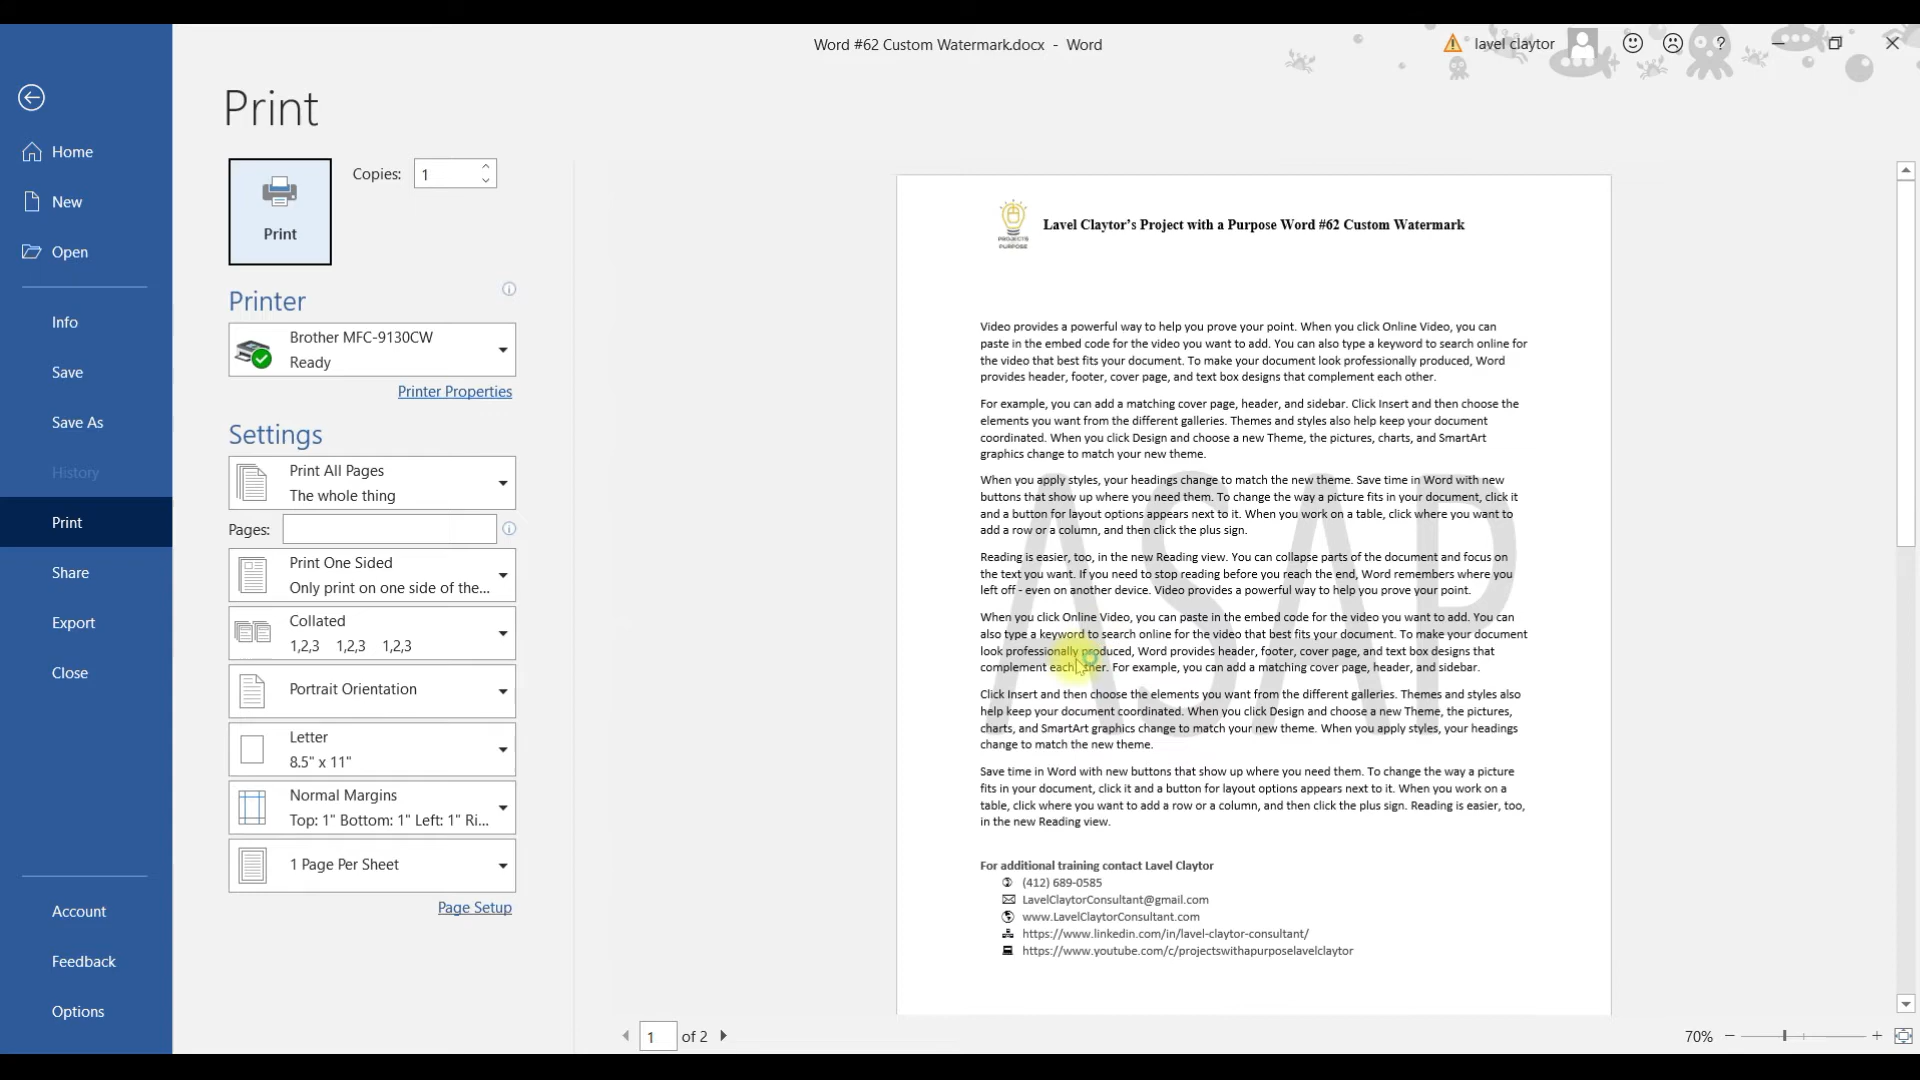 Word #62 Custom Watermark.docx - Word
lavel claytor
?
Print
Home
New
Open
Info
Save
Save As
History
Print
Share
Export
Close
Account
Feedback
Options
Print
Copies: 1
Printer
Brother MFC-9130CW
Ready
Printer Properties
Settings
Print All Pages
The whole thing
Pages:
Print One Sided
Only print on one side of the...
Collated
1,2,3 1,2,3 1,2,3
Portrait Orientation
Letter
8.5" x 11"
Normal Margins
Top: 1" Bottom: 1" Left: 1" Ri...
1 Page Per Sheet
Page Setup
PROJECTS
PURPOSE
Lavel Claytor's Project with a Purpose Word #62 Custom Watermark
Video provides a powerful way to help you prove your point. When you click Online Video, you can
paste in the embed code for the video you want to add. You can also type a keyword to search online for
the video that best fits your document. To make your document look professionally produced, Word
provides header, footer, cover page, and text box designs that complement each other.
For example, you can add a matching cover page, header, and sidebar. Click Insert and then choose the
elements you want from the different galleries. Themes and styles also help keep your document
coordinated. When you click Design and choose a new Theme, the pictures, charts, and SmartArt
graphics change to match your new theme.
When you apply styles, your headings change to match the new theme. Save time in Word with new
buttons that show up where you need them. To change the way a picture fits in your document, click it
and a button for layout options appears next to it. When you work on a table, click where you want to
add a row or a column, and then click the plus sign.
Reading is easier, too, in the new Reading view. You can collapse parts of the document and focus on
the text you want. If you need to stop reading before you reach the end, Word remembers where you
left off - even on another device. Video provides a powerful way to help you prove your point.
When you click Online Video, you can paste in the embed code for the video you want to add. You can
also type a keyword to search online for the video that best fits your document. To make your document
look professionally produced, Word provides header, footer, cover page, and text box designs that
complement each other. For example, you can add a matching cover page, header, and sidebar.
Click Insert and then choose the elements you want from the different galleries. Themes and styles also
help keep your document coordinated. When you click Design and choose a new Theme, the pictures,
charts, and SmartArt graphics change to match your new theme. When you apply styles, your headings
change to match the new theme.
Save time in Word with new buttons that show up where you need them. To change the way a picture
fits in your document, click it and a button for layout options appears next to it. When you work on a
table, click where you want to add a row or a column, and then click the plus sign. Reading is easier, too,
in the new Reading view.
ASAP
For additional training contact Lavel Claytor
(412) 689-0585
LavelClaytorConsultant@gmail.com
www.LavelClaytorConsultant.com
https://www.linkedin.com/in/lavel-claytor-consultant/
https://www.youtube.com/c/projectswithapurposelavelclaytor
1 of 2
70%